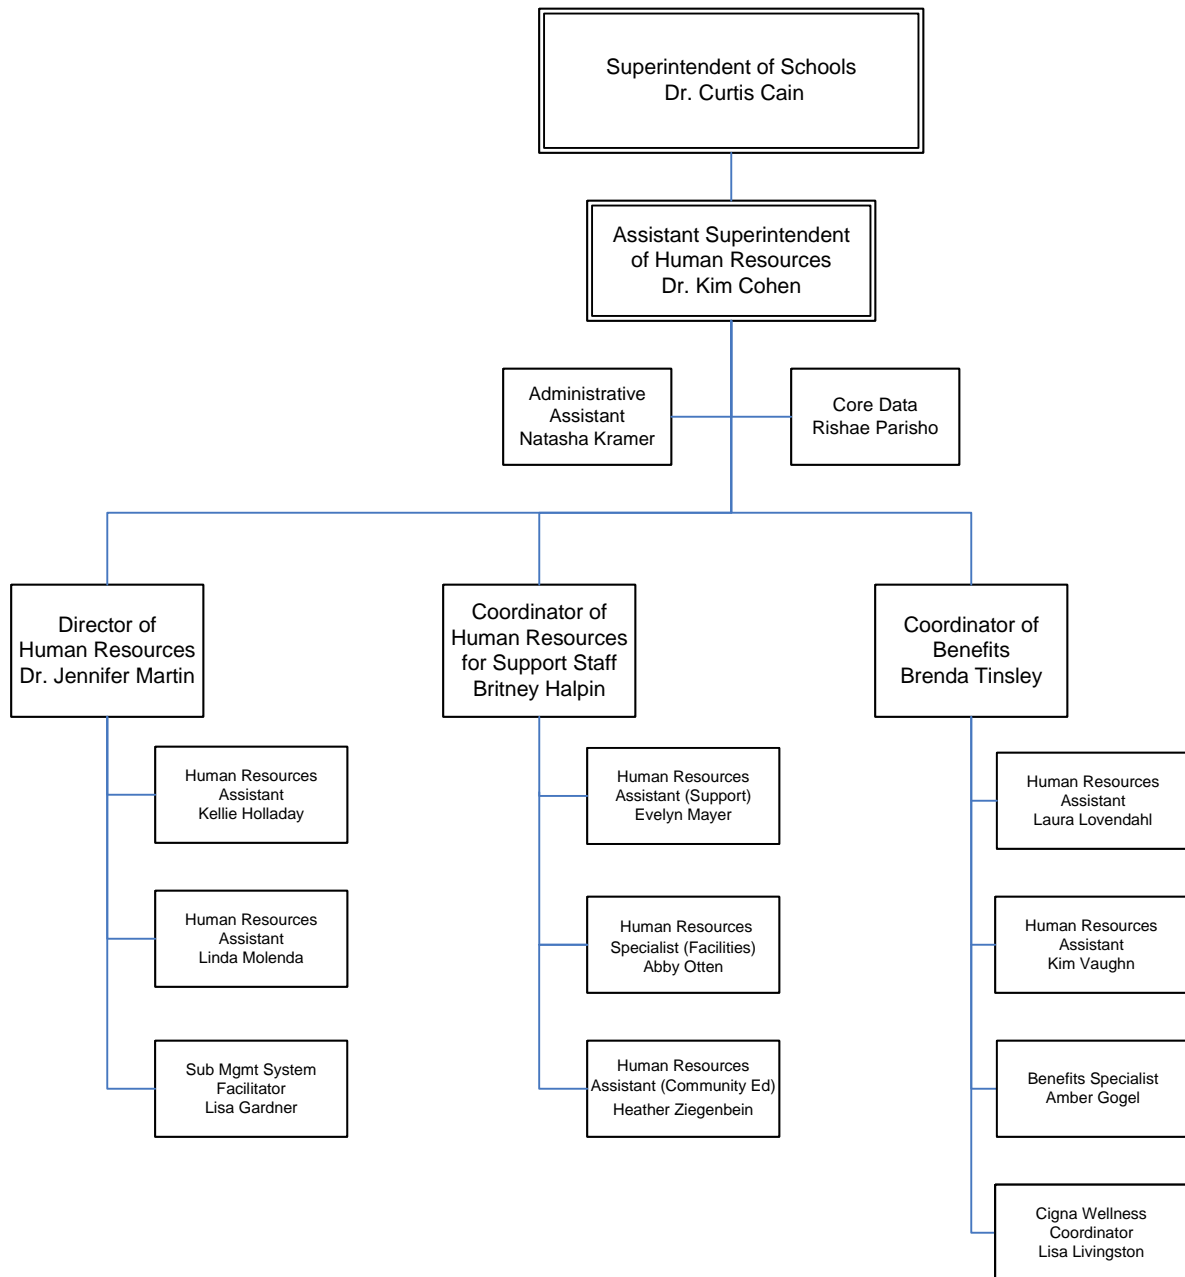 Superintendent of Schools
Dr. Curtis Cain
Assistant Superintendent
of Human Resources
Dr. Kim Cohen
Administrative
Assistant
Natasha Kramer
Core Data
Rishae Parisho
Director of
Human Resources
Dr. Jennifer Martin
Coordinator of
Human Resources
for Support Staff
Britney Halpin
Coordinator of
Benefits
Brenda Tinsley
Human Resources
Assistant
Kellie Holladay
Human Resources
Assistant
Linda Molenda
Sub Mgmt System
Facilitator
Lisa Gardner
Human Resources
Assistant (Support)
Evelyn Mayer
Human Resources
Specialist (Facilities)
Abby Otten
Human Resources
Assistant (Community Ed)
Heather Ziegenbein
Human Resources
Assistant
Laura Lovendahl
Human Resources
Assistant
Kim Vaughn
Benefits Specialist
Amber Gogel
Cigna Wellness
Coordinator
Lisa Livingston